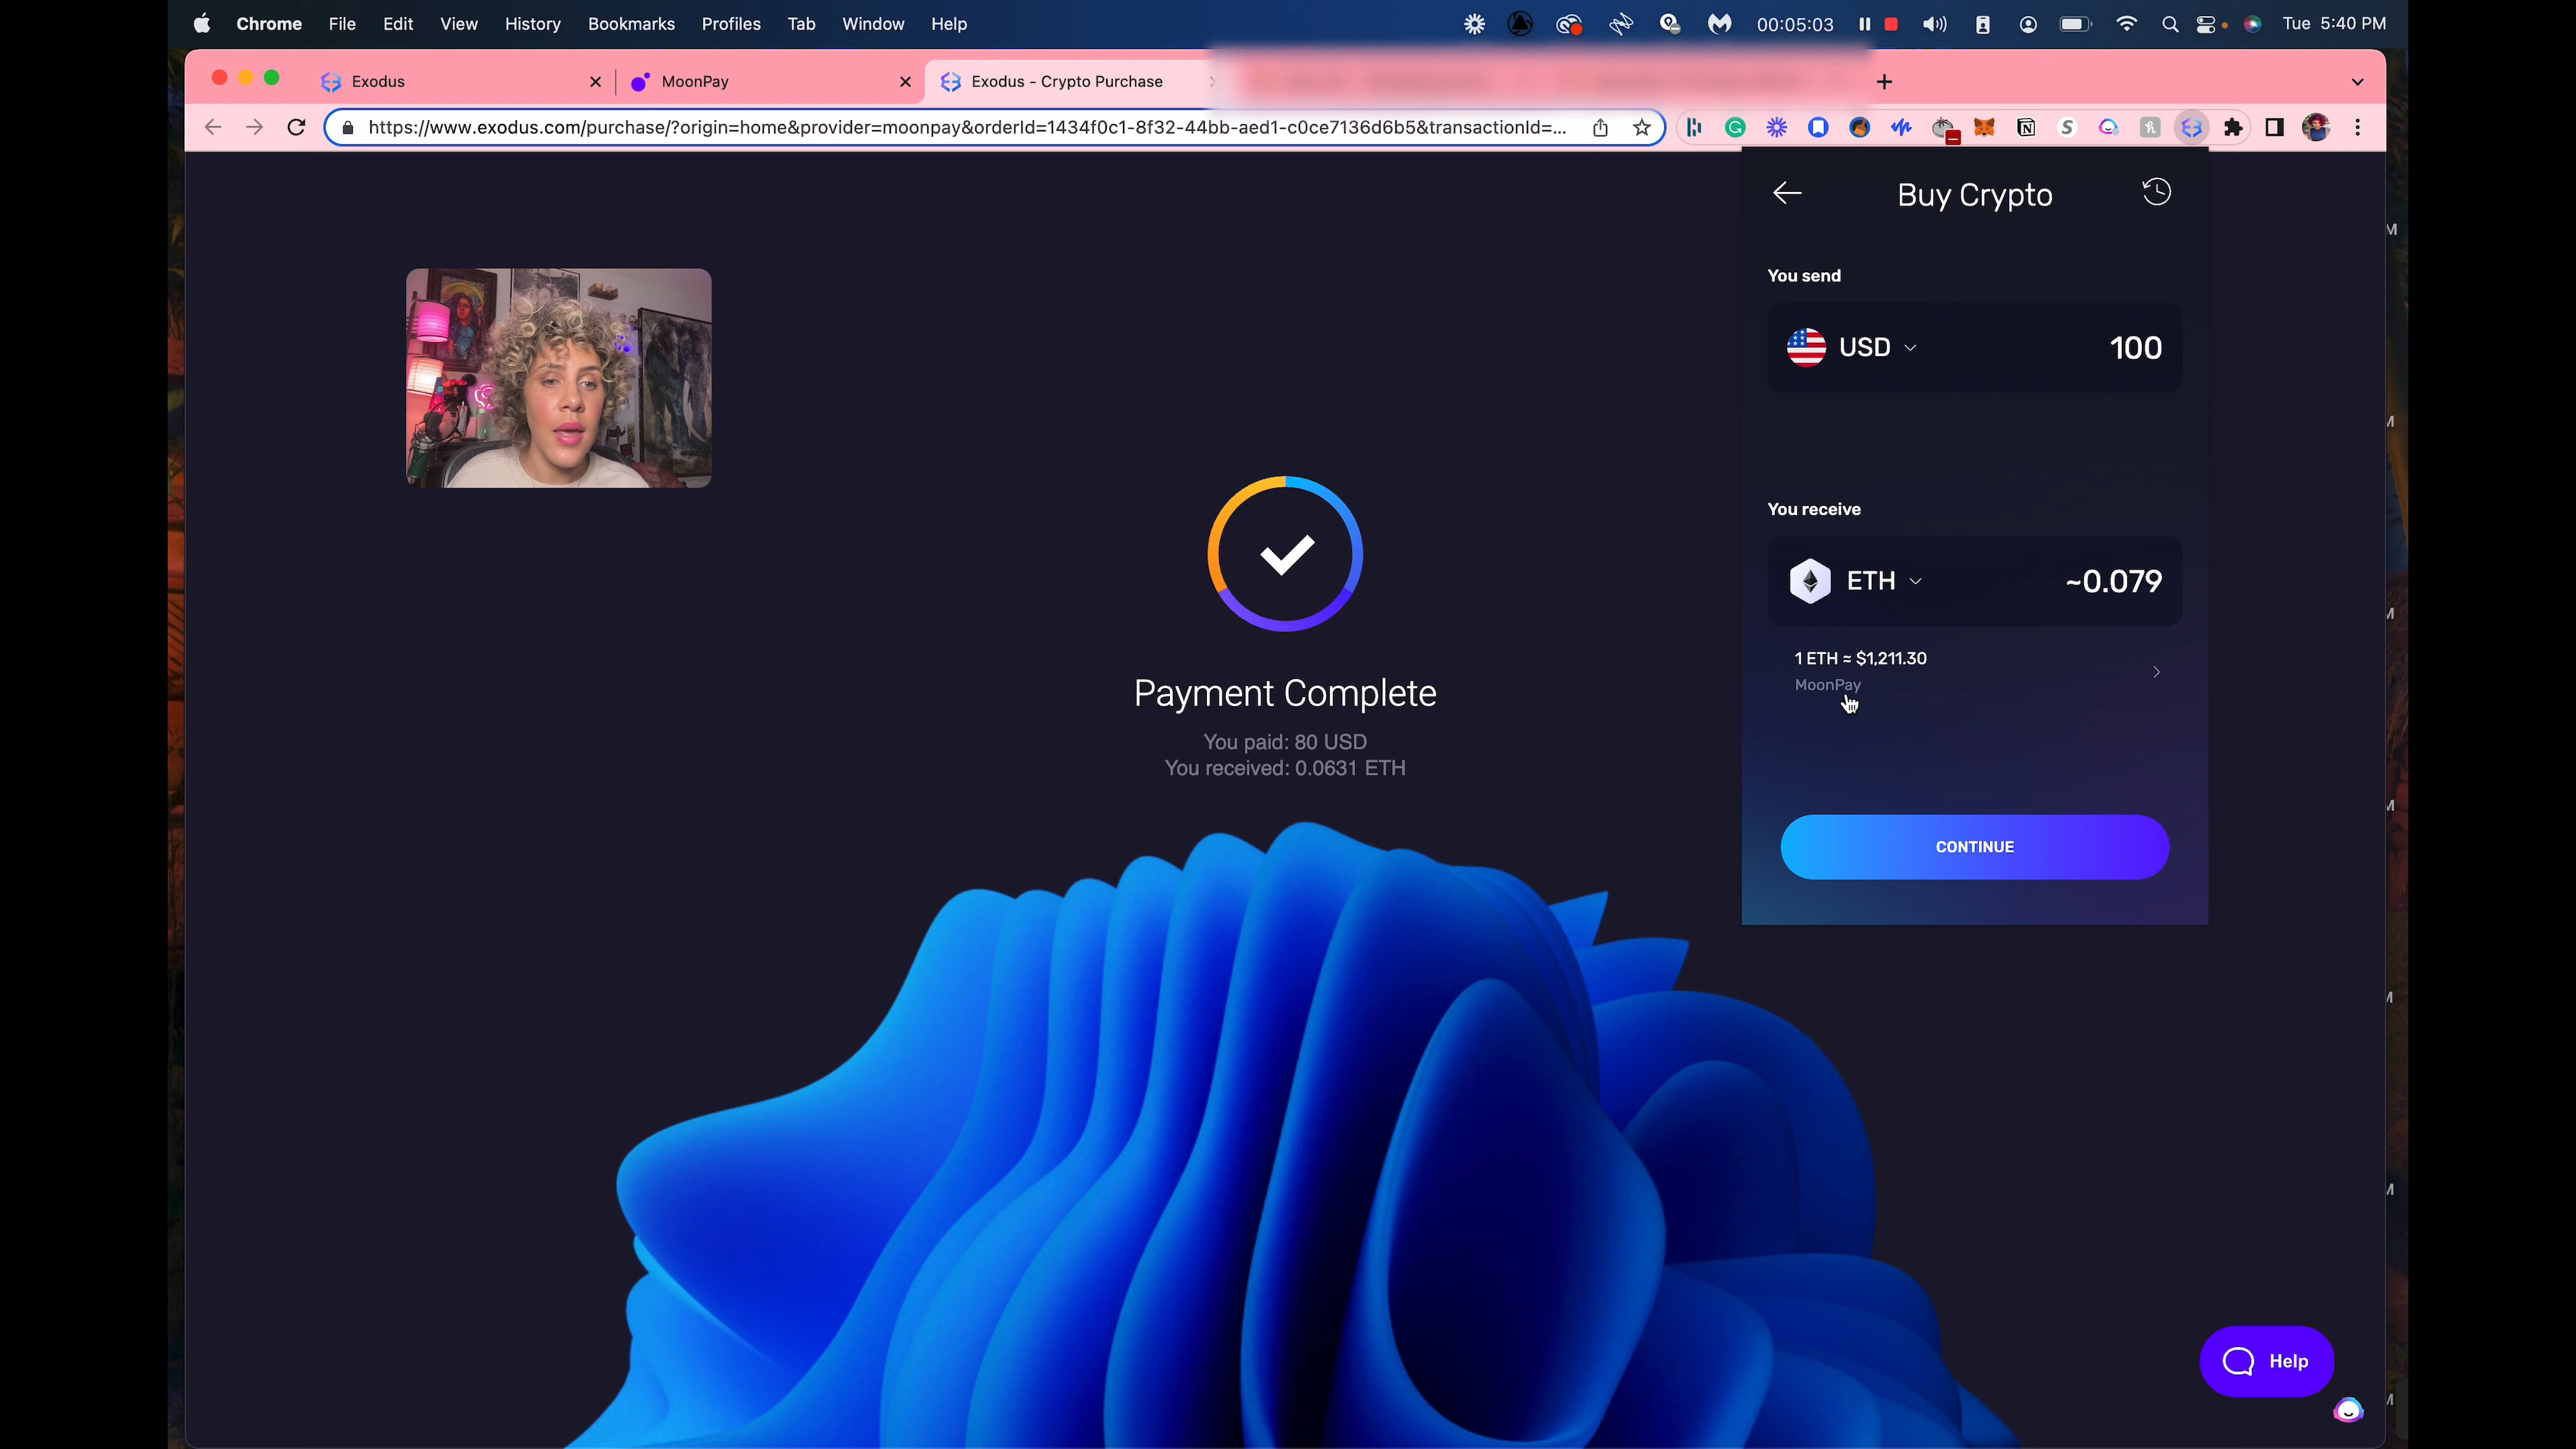 Chrome File Edit View History Bookmarks Profiles Tab Window Help 00:05:03 Tue 5:40 PM
Exodus MoonPay Exodus - Crypto Purchase
https://www.exodus.com/purchase/?origin=home&provider=moonpay&orderId=1434f0c1-8f32-44bb-aed1-c0ce7136d6b5&transactionId=...
Buy Crypto
You send
USD 100
You receive
ETH ~0.079
1 ETH ≈ $1,211.30
MoonPay
CONTINUE
Payment Complete
You paid: 80 USD
You received: 0.0631 ETH
Help